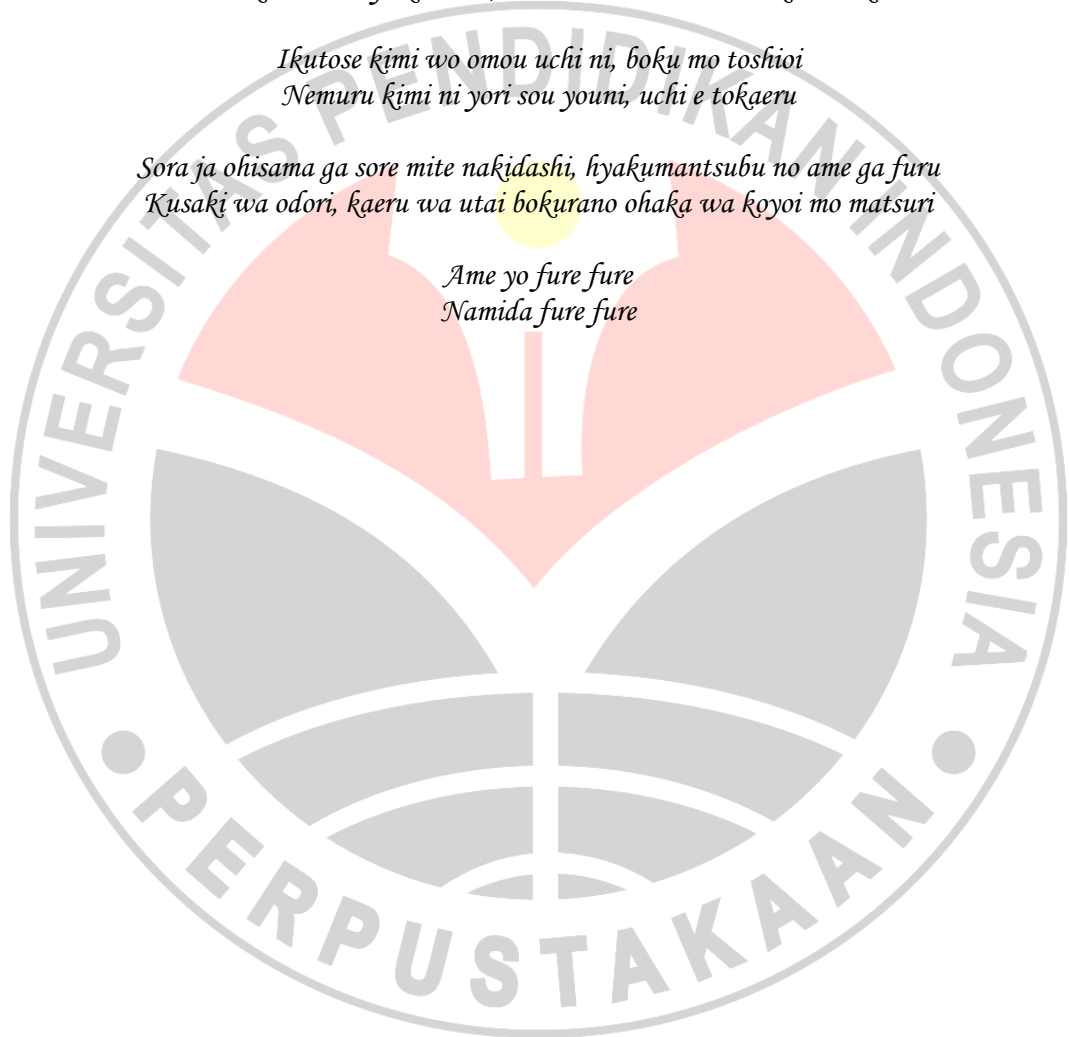 Ikutose kimi wo omou uchi ni, boku mo toshioi
Nemuru kimi ni yori sou youni, uchi e tokaeru
Sora ja ohisama ga sore mite nakidashi, hyakumantsubu no ame ga furu
Kusaki wa odori, kaeru wa utai bokurano ohaka wa koyoi mo matsuri
Ame yo fure fure
Namida fure fure
UNIVERSITAS PENDIDIKAN INDONESIA
PERPUSTAKAAN